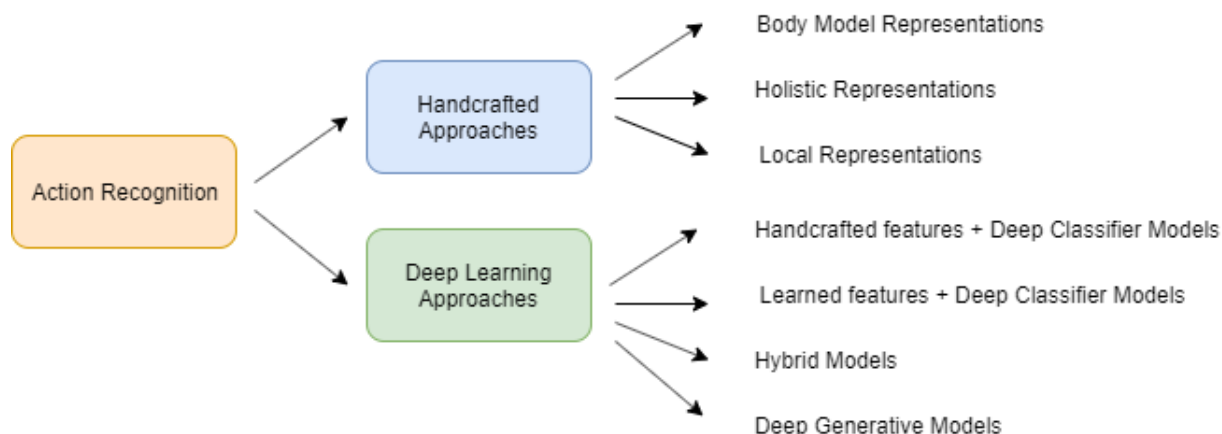 Action Recognition
Handcrafted
Approaches
Body Model Representations
Holistic Representations
Local Representations
Deep Learning
Approaches
Handcrafted features + Deep Classifier Models
Learned features + Deep Classifier Models
Hybrid Models
Deep Generative Models